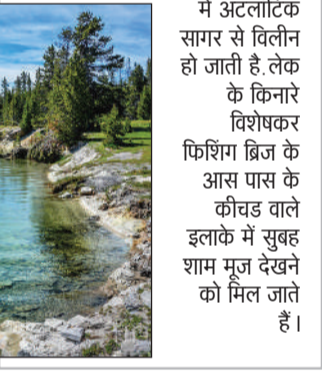 में अटलांटिक
सागर से विलीन
हो जाती है.लेक
के किनारे
विशेषकर
फिशिंग ब्रिज के
आस पास के
कीचड वाले
इलाके में सुबह
शाम मूज देखने
को मिल जाते
हैं।